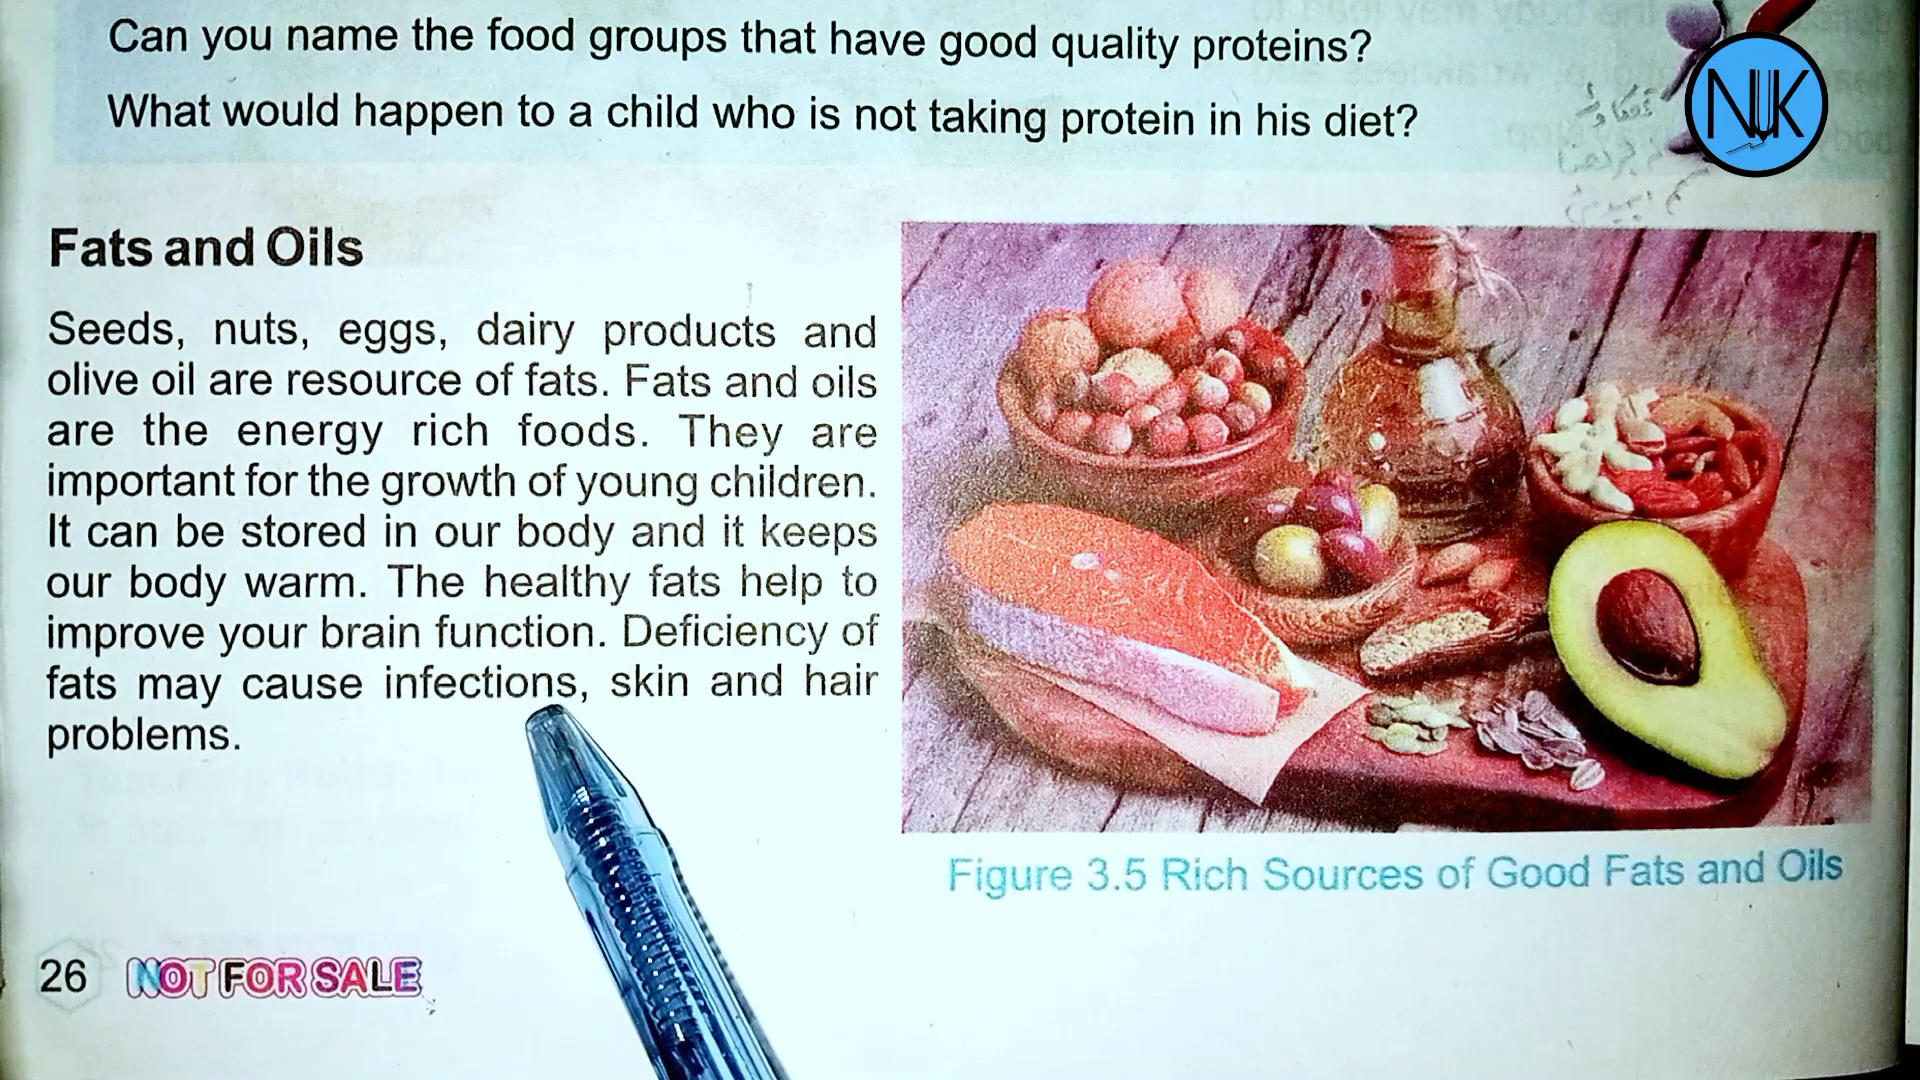 Can you name the food groups that have good quality proteins?
What would happen to a child who is not taking protein in his diet?
NK
Fats and Oils
Seeds, nuts, eggs, dairy products and
olive oil are resource of fats. Fats and oils
are the energy rich foods. They are
important for the growth of young children.
It can be stored in our body and it keeps
our body warm. The healthy fats help to
improve your brain function. Deficiency of
fats may cause infections, skin and hair
problems.
Figure 3.5 Rich Sources of Good Fats and Oils
26 NOT FOR SALE